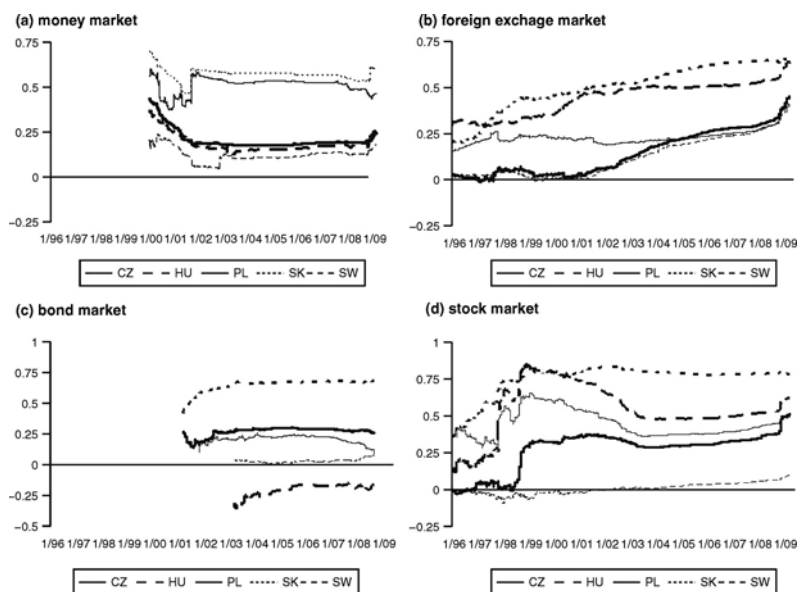 (a) money market
0.75
0.5
0.25
0
−0.25
1/96 1/97 1/98 1/99 1/00 1/01 1/02 1/03 1/04 1/05 1/06 1/07 1/08 1/09
CZ HU PL SK SW
(b) foreign exchage market
0.75
0.5
0.25
0
−0.25
1/96 1/97 1/98 1/99 1/00 1/01 1/02 1/03 1/04 1/05 1/06 1/07 1/08 1/09
CZ HU PL SK SW
(c) bond market
1
0.75
0.5
0.25
0
−0.25
−0.5
1/96 1/97 1/98 1/99 1/00 1/01 1/02 1/03 1/04 1/05 1/06 1/07 1/08 1/09
CZ HU PL SK SW
(d) stock market
1
0.75
0.5
0.25
0
−0.25
1/96 1/97 1/98 1/99 1/00 1/01 1/02 1/03 1/04 1/05 1/06 1/07 1/08 1/09
CZ HU PL SK SW